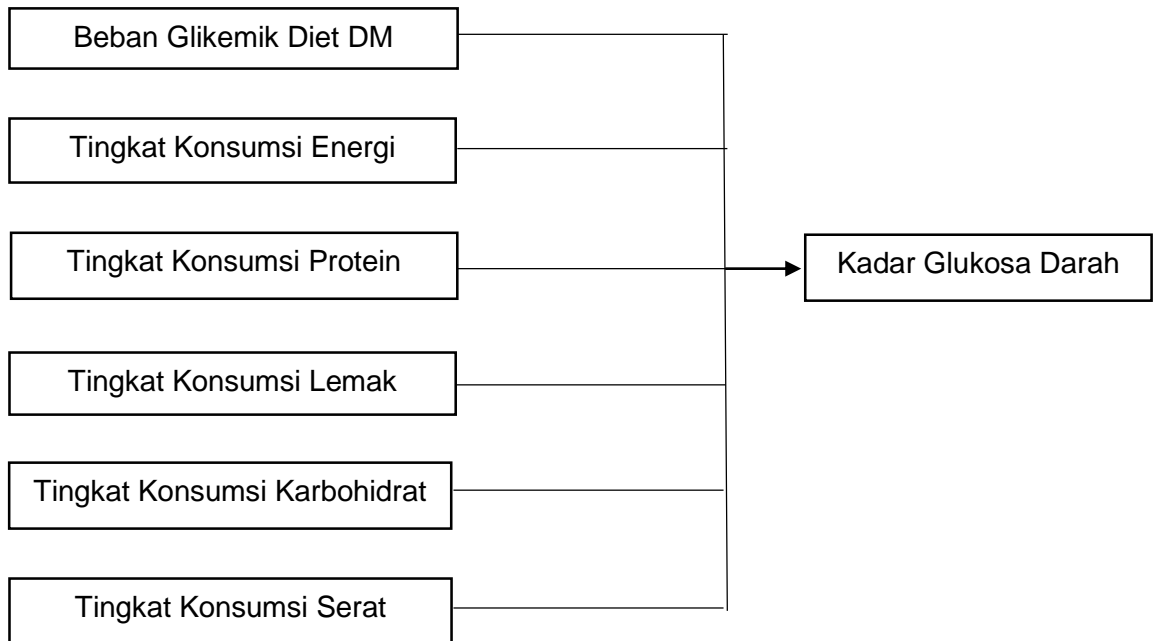 Beban Glikemik Diet DM
Tingkat Konsumsi Energi
Tingkat Konsumsi Protein
Kadar Glukosa Darah
Tingkat Konsumsi Lemak
Tingkat Konsumsi Karbohidrat
Tingkat Konsumsi Serat